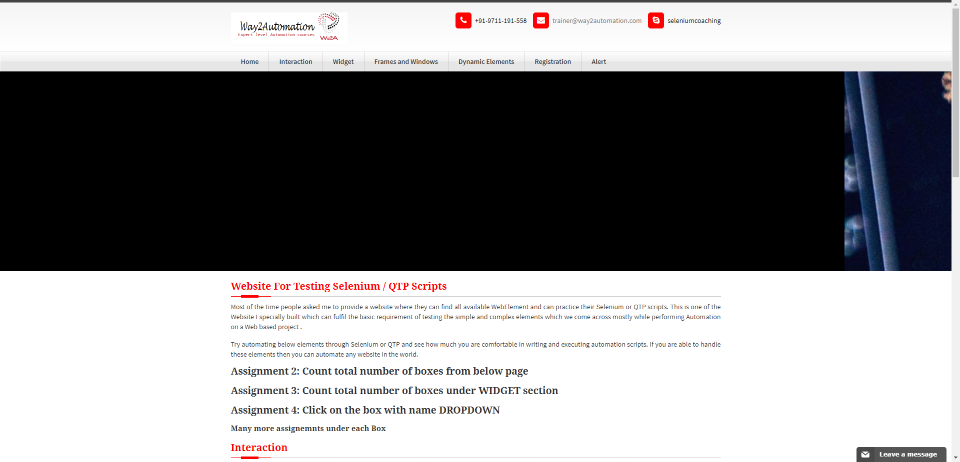 Way2Automation
Expert level Automation courses
W2A
+91-9711-191-558
trainer@way2automation.com
seleniumcoaching
Home
Interaction
Widget
Frames and Windows
Dynamic Elements
Registration
Alert
Website For Testing Selenium / QTP Scripts
Most of the time people asked me to provide a website where they can find all available WebElement and can practice their Selenium or QTP scripts. This is one of the
Website I specially built which can fulfil the basic requirement of testing the simple and complex elements which we come across mostly while performing Automation
on a Web based project .
Try automating below elements through Selenium or QTP and see how much you are comfortable in writing and executing automation scripts. If you are able to handle
these elements then you can automate any website in the world.
Assignment 2: Count total number of boxes from below page
Assignment 3: Count total number of boxes under WIDGET section
Assignment 4: Click on the box with name DROPDOWN
Many more assignemnts under each Box
Interaction
Leave a message